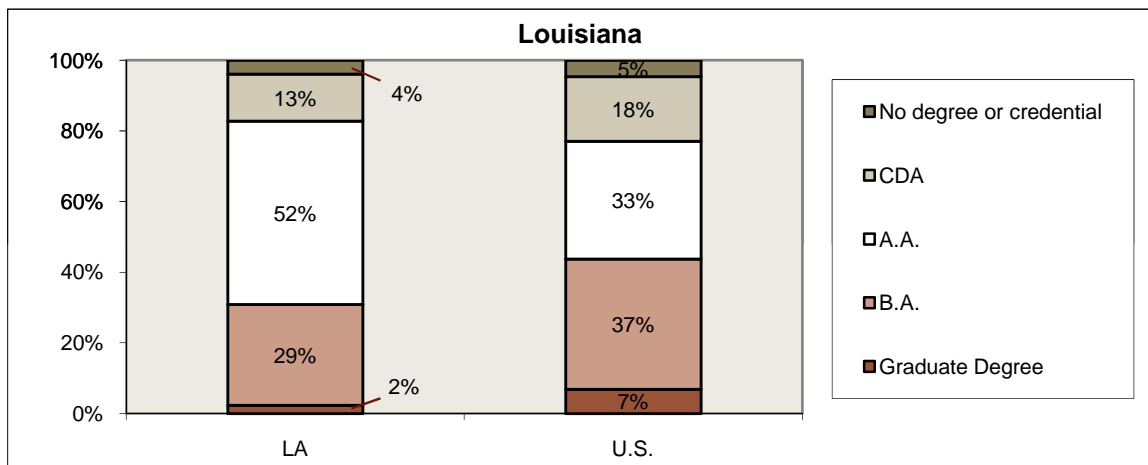 Louisiana
100%
80%
60%
40%
20%
0%
4%
13%
52%
29%
2%
5%
18%
33%
37%
7%
LA
U.S.
No degree or credential
CDA
A.A.
B.A.
Graduate Degree